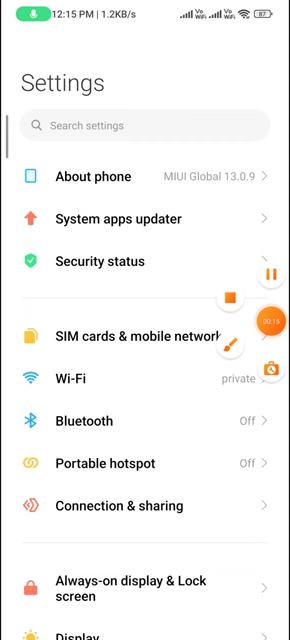 12:15 PM | 1.2KB/s
Vo WiFi
Vo WiFi
87
Settings
Search settings
About phone MIUI Global 13.0.9
System apps updater
Security status
SIM cards & mobile network
Wi-Fi private
Bluetooth Off
Portable hotspot Off
00:15
Connection & sharing
Always-on display & Lock
screen
Display